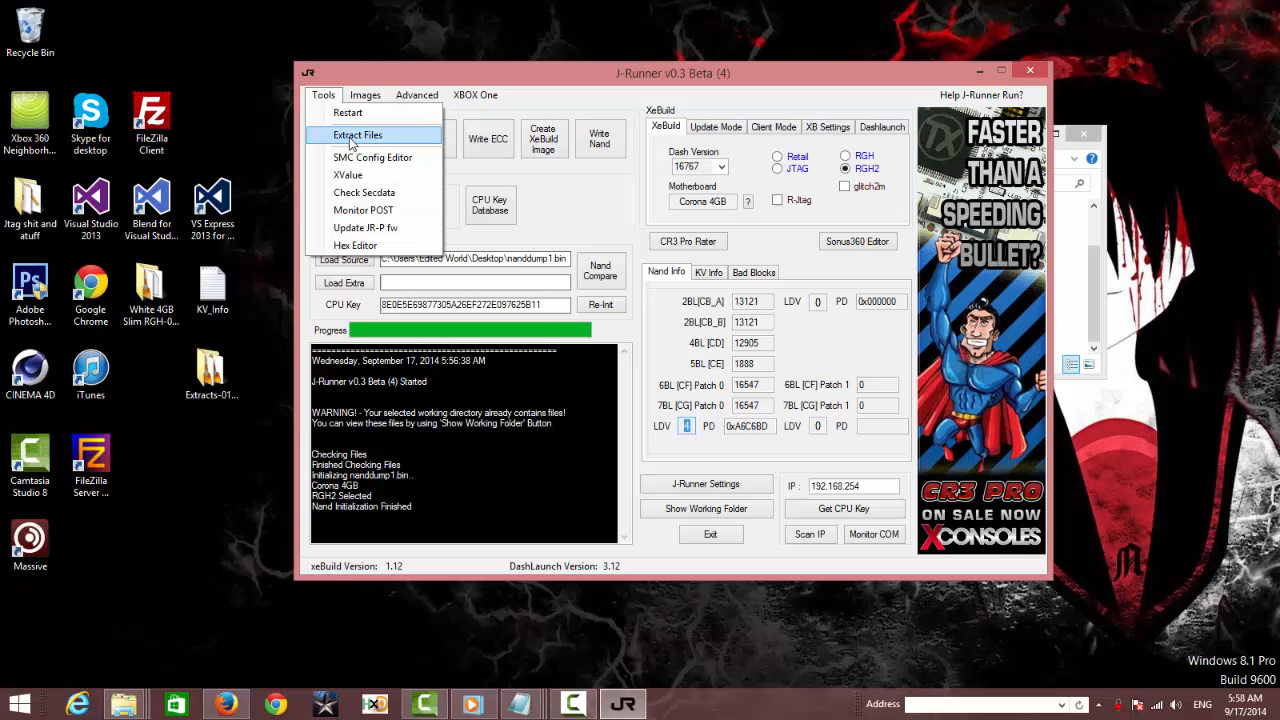 Recycle Bin
Xbox 360
Neighborh...
Skype for
desktop
FileZilla
Client
Jtag shit and
auff
Visual Studio
2013
Blend for
Visual Stud...
VS Express
2013 for ...
Adobe
Photosh...
Google
Chrome
White 4GB
Slim RGH-0...
KV_Info
CINEMA 4D
iTunes
Extracts-01...
Camtasia
Studio 8
FileZilla
Server ...
Massive
JR
J-Runner v0.3 Beta (4)
Tools
Images
Advanced
XBOX One
Help J-Runner Run?
Restart
Extract Files
SMC Config Editor
XValue
Check Secdata
Monitor POST
Update JR-P fw
Hex Editor
Write ECC
Create
XeBuild
Image
Write
Nand
CPU Key
Database
Load Source
C:\Users\Edited World\Desktop\nanddump1.bin
Load Extra
Nand
Compare
CPU Key
8E0E5E69877305A26EF272E097625B11
Re-Init
Progress
Wednesday, September 17, 2014 5:56:38 AM
J-Runner v0.3 Beta (4) Started
WARNING! - Your selected working directory already contains files!
You can view these files by using 'Show Working Folder' Button
Checking Files
Finished Checking Files
Initializing nanddump1.bin..
Corona 4GB
RGH2 Selected
Nand Initialization Finished
XeBuild
XeBuild
Update Mode
Client Mode
XB Settings
Dashlaunch
Dash Version
16767
Retail
RGH
JTAG
RGH2
Motherboard
glitch2m
Corona 4GB
?
R-Jtag
CR3 Pro Rater
Sonus360 Editor
Nand Info
KV Info
Bad Blocks
2BL[CB_A]
13121
LDV
0
PD
0x000000
2BL[CB_B]
13121
4BL [CD]
12905
5BL [CE]
1888
6BL [CF] Patch 0
16547
6BL [CF] Patch 1
0
7BL [CG] Patch 0
16547
7BL [CG] Patch 1
0
LDV
4
PD
0xA6C6BD
LDV
0
PD
J-Runner Settings
IP :
192.168.254
Show Working Folder
Get CPU Key
Exit
Scan IP
Monitor COM
xeBuild Version: 1.12
DashLaunch Version: 3.12
TX
FASTER
THAN A
SPEEDING
BULLET?
CR3 PRO
ON SALE NOW
XCONSOLES
Windows 8.1 Pro
Build 9600
Address
ENG
5:58 AM
9/17/2014